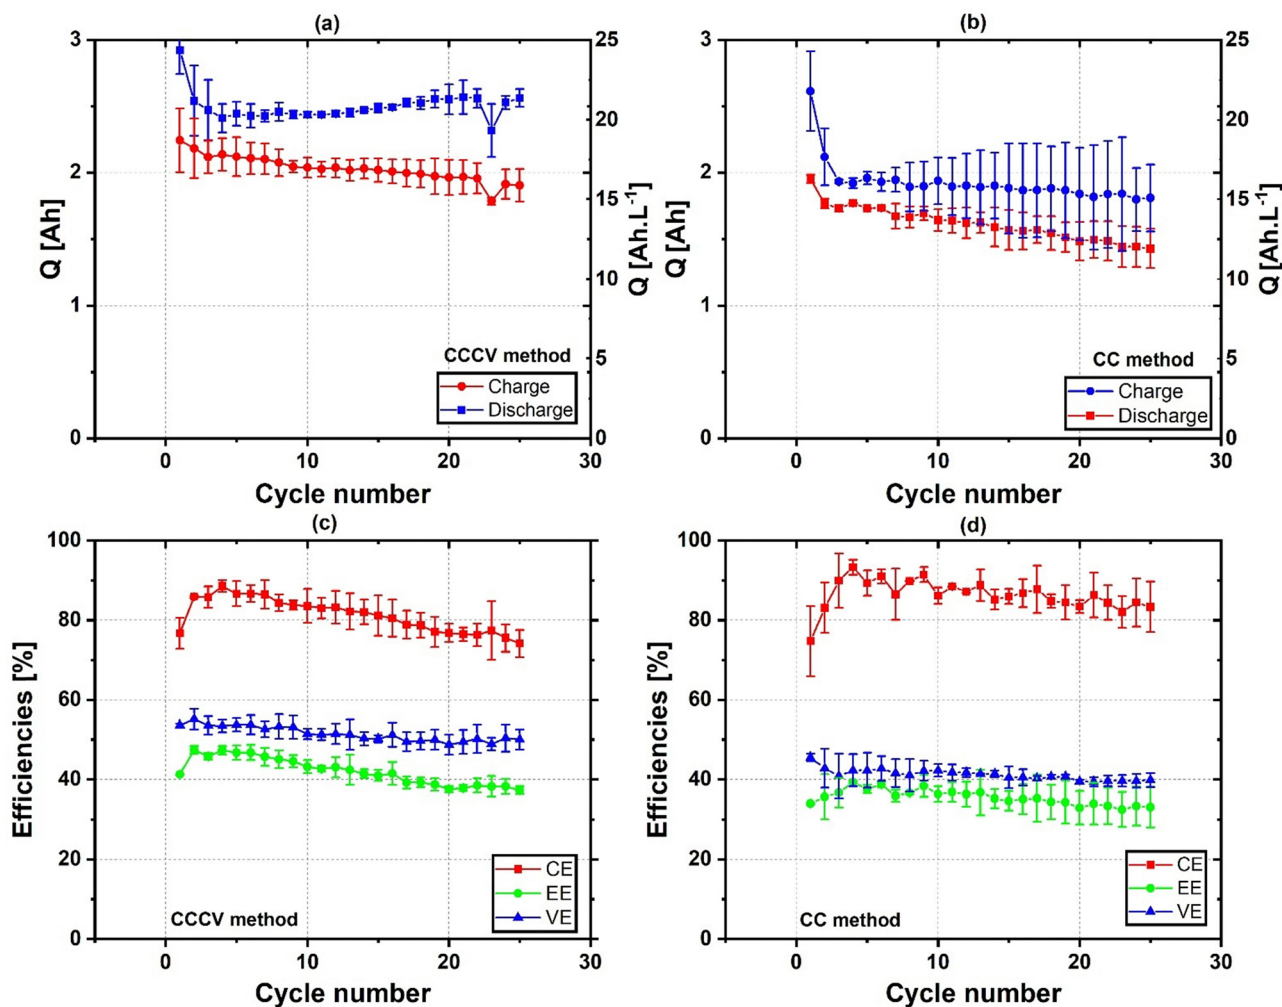 (a)
3
2
1
0
Q [Ah]
25
20
15
10
5
0
Q [Ah.L-1]
CCCV method
Charge
Discharge
0 10 20 30
Cycle number
(b)
3
2
1
0
Q [Ah]
25
20
15
10
5
0
Q [Ah.L-1]
CC method
Charge
Discharge
0 10 20 30
Cycle number
(c)
100
80
60
40
20
0
Efficiencies [%]
CE
EE
VE
CCCV method
0 10 20 30
Cycle number
(d)
100
80
60
40
20
0
Efficiencies [%]
CE
EE
VE
CC method
0 10 20 30
Cycle number